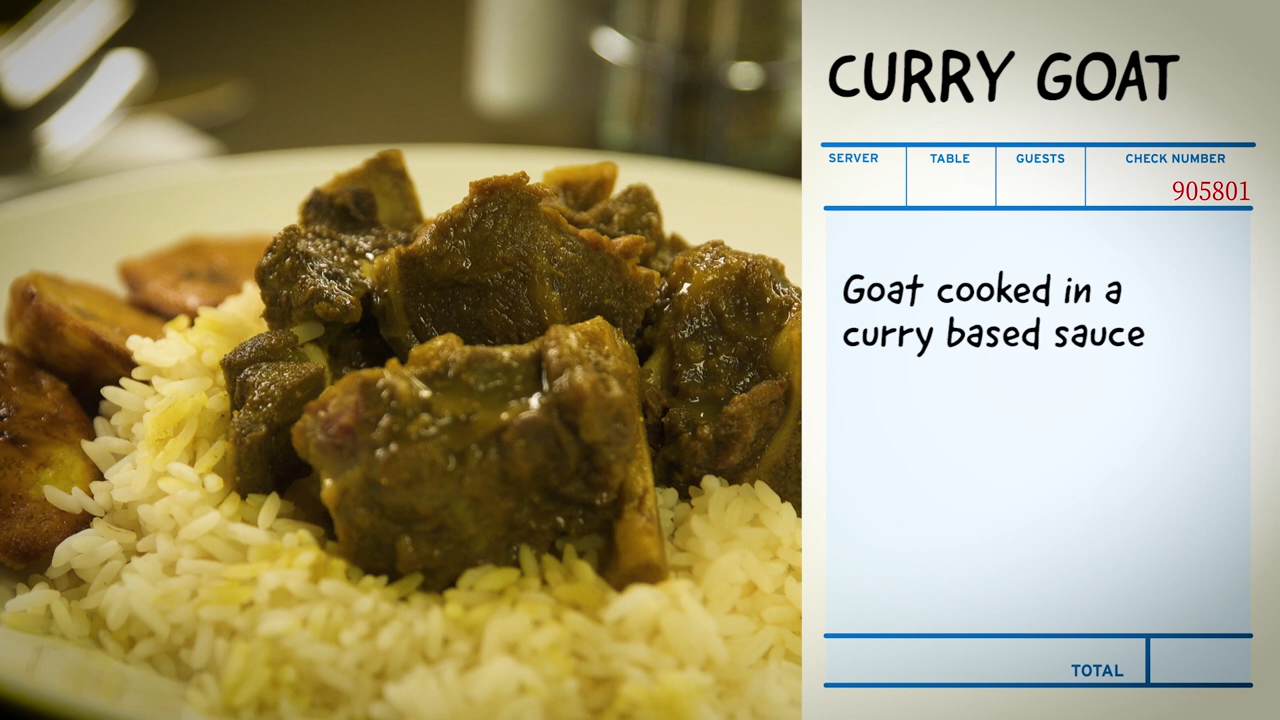 CURRY GOAT
SERVER TABLE GUESTS CHECK NUMBER
905801
Goat cooked in a
curry based sauce
TOTAL